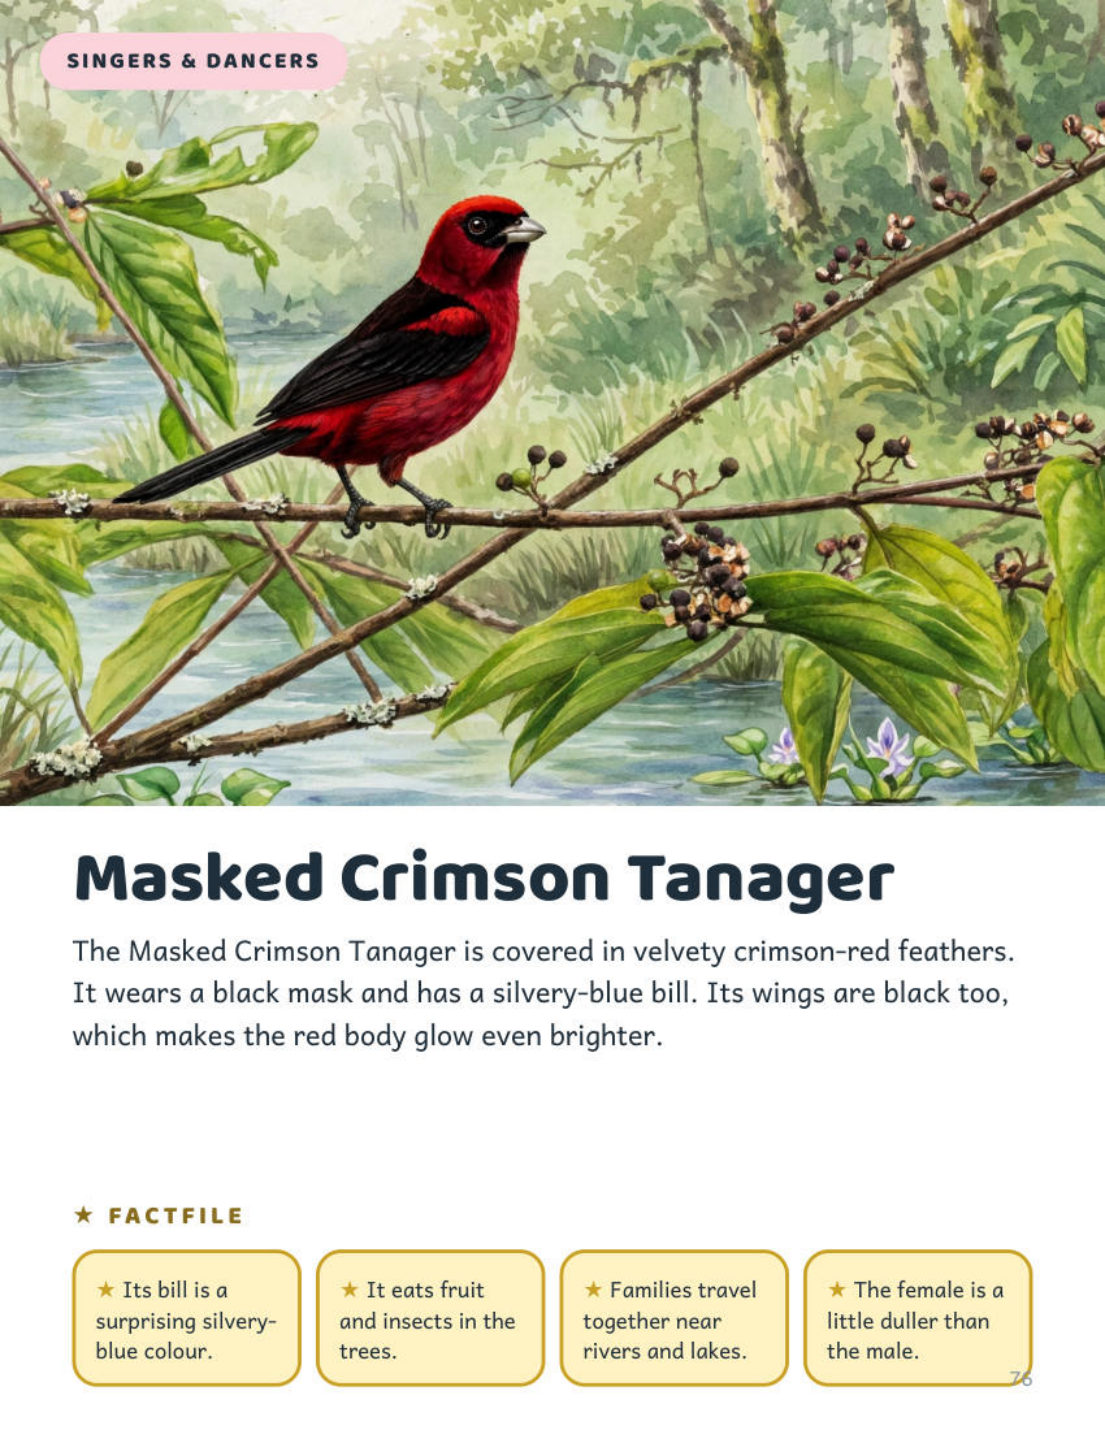 SINGERS & DANCERS
Masked Crimson Tanager
The Masked Crimson Tanager is covered in velvety crimson-red feathers.
It wears a black mask and has a silvery-blue bill. Its wings are black too,
which makes the red body glow even brighter.
★ FACTFILE
★ Its bill is a
surprising silvery-
blue colour.
★ It eats fruit
and insects in the
trees.
★ Families travel
together near
rivers and lakes.
★ The female is a
little duller than
the male.
76